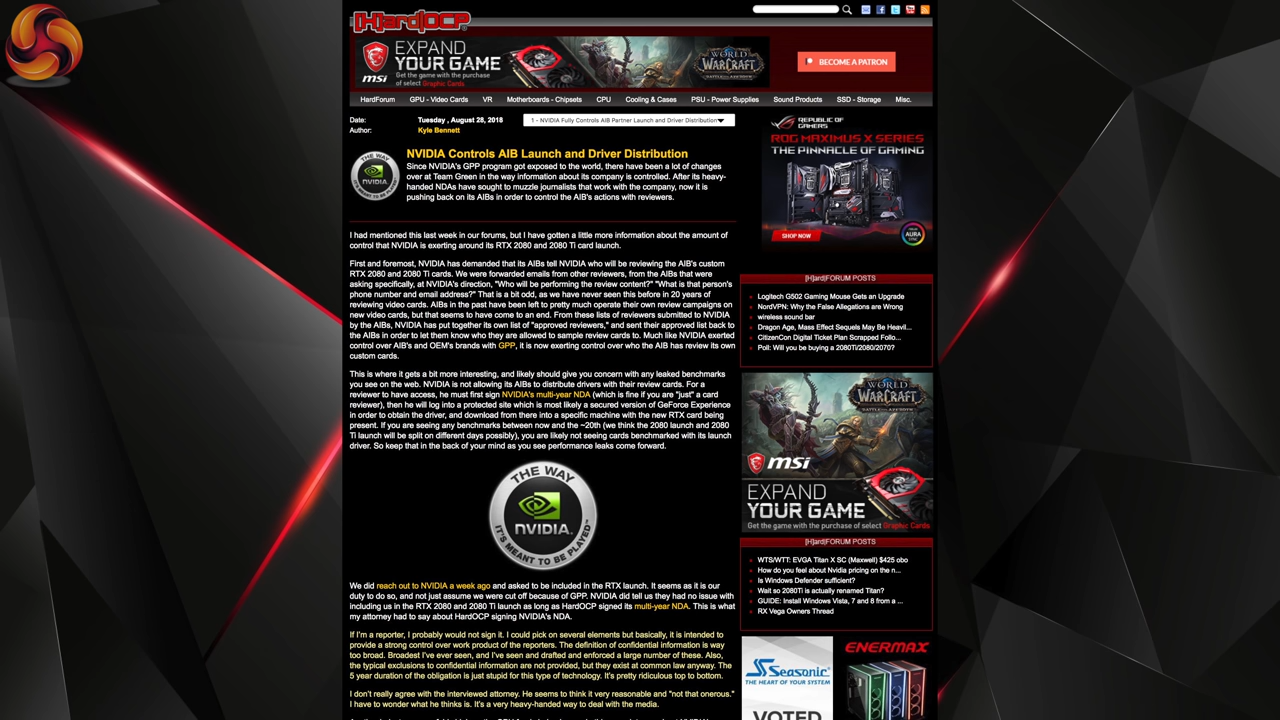 [H]ard|OCP
EXPAND
YOUR GAME
Get the game with the purchase
of select Graphic Cards
msi
WORLD
WARCRAFT
BECOME A PATRON
HardForum GPU - Video Cards VR Motherboards - Chipsets CPU Cooling & Cases PSU - Power Supplies Sound Products SSD - Storage Misc.
Date: Tuesday , August 28, 2018
Author: Kyle Bennett
1 - NVIDIA Fully Controls AIB Partner Launch and Driver Distribution
THE WAY
NVIDIA
NVIDIA Controls AIB Launch and Driver Distribution
Since NVIDIA's GPP program got exposed to the world, there have been a lot of changes
over at Team Green in the way information about its company is controlled. After its heavy-
handed NDAs have sought to muzzle journalists that work with the company, now it is
pushing back on its AIBs in order to control the AIB's actions with reviewers.
I had mentioned this last week in our forums, but I have gotten a little more information about the amount of
control that NVIDIA is exerting around its RTX 2080 and 2080 Ti card launch.
First and foremost, NVIDIA has demanded that its AIBs tell NVIDIA who will be reviewing the AIB's custom
RTX 2080 and 2080 Ti cards. We were forwarded emails from other reviewers, from the AIBs that were
asking specifically, at NVIDIA's direction, "Who will be performing the review content?" "What is that person's
phone number and email address?" That is a bit odd, as we have never seen this before in 20 years of
reviewing video cards. AIBs in the past have been left to pretty much operate their own review campaigns on
new video cards, but that seems to have come to an end. From these lists of reviewers submitted to NVIDIA
by the AIBs, NVIDIA has put together its own list of "approved reviewers," and sent their approved list back to
the AIBs in order to let them know who they are allowed to sample review cards to. Much like NVIDIA exerted
control over AIB's and OEM's brands with GPP, it is now exerting control over who the AIB has review its own
custom cards.
This is where it gets a bit more interesting, and likely should give you concern with any leaked benchmarks
you see on the web. NVIDIA is not allowing its AIBs to distribute drivers with their review cards. For a
reviewer to have access, he must first sign NVIDIA's multi-year NDA (which is fine if you are "just" a card
reviewer), then he will log into a protected site which is most likely a secured version of GeForce Experience
in order to obtain the driver, and download from there into a specific machine with the new RTX card being
present. If you are seeing any benchmarks between now and the ~20th (we think the 2080 launch and 2080
Ti launch will be split on different days possibly), you are likely not seeing cards benchmarked with its launch
driver. So keep that in the back of your mind as you see performance leaks come forward.
THE WAY
NVIDIA.
IT'S MEANT TO BE PLAYED
We did reach out to NVIDIA a week ago and asked to be included in the RTX launch. It seems as it is our
duty to do so, and not just assume we were cut off because of GPP. NVIDIA did tell us they had no issue with
including us in the RTX 2080 and 2080 Ti launch as long as HardOCP signed its multi-year NDA. This is what
my attorney had to say about HardOCP signing NVIDIA's NDA.
If I'm a reporter, I probably would not sign it. I could pick on several elements but basically, it is intended to
provide a strong control over work product of the reporters. The definition of confidential information is way
too broad. Broadest I've ever seen, and I've seen and drafted and enforced a large number of these. Also,
the typical exclusions to confidential information are not provided, but they exist at common law anyway. The
5 year duration of the obligation is just stupid for this type of technology. It's pretty ridiculous top to bottom.
I don't really agree with the interviewed attorney. He seems to think it very reasonable and "not that onerous."
I have to wonder what he thinks is. It's a very heavy-handed way to deal with the media.
REPUBLIC OF
GAMERS
ROG MAXIMUS X SERIES
THE PINNACLE OF GAMING
SHOP NOW
AURA
SYNC
[H]ard|FORUM POSTS
Logitech G502 Gaming Mouse Gets an Upgrade
NordVPN: Why the False Allegations are Wrong
wireless sound bar
Dragon Age, Mass Effect Sequels May Be Heavil...
CitizenCon Digital Ticket Plan Scrapped Follo...
Poll: Will you be buying a 2080Ti/2080/2070?
WORLD
WARCRAFT
msi
EXPAND
YOUR GAME
Get the game with the purchase of select Graphic Cards
[H]ard|FORUM POSTS
WTS/WTT: EVGA Titan X SC (Maxwell) $425 obo
How do you feel about Nvidia pricing on the n...
Is Windows Defender sufficient?
Wait so 2080Ti is actually renamed Titan?
GUIDE: Install Windows Vista, 7 and 8 from a ...
RX Vega Owners Thread
Seasonic
THE HEART OF YOUR SYSTEM
VOTED
ENERMAX